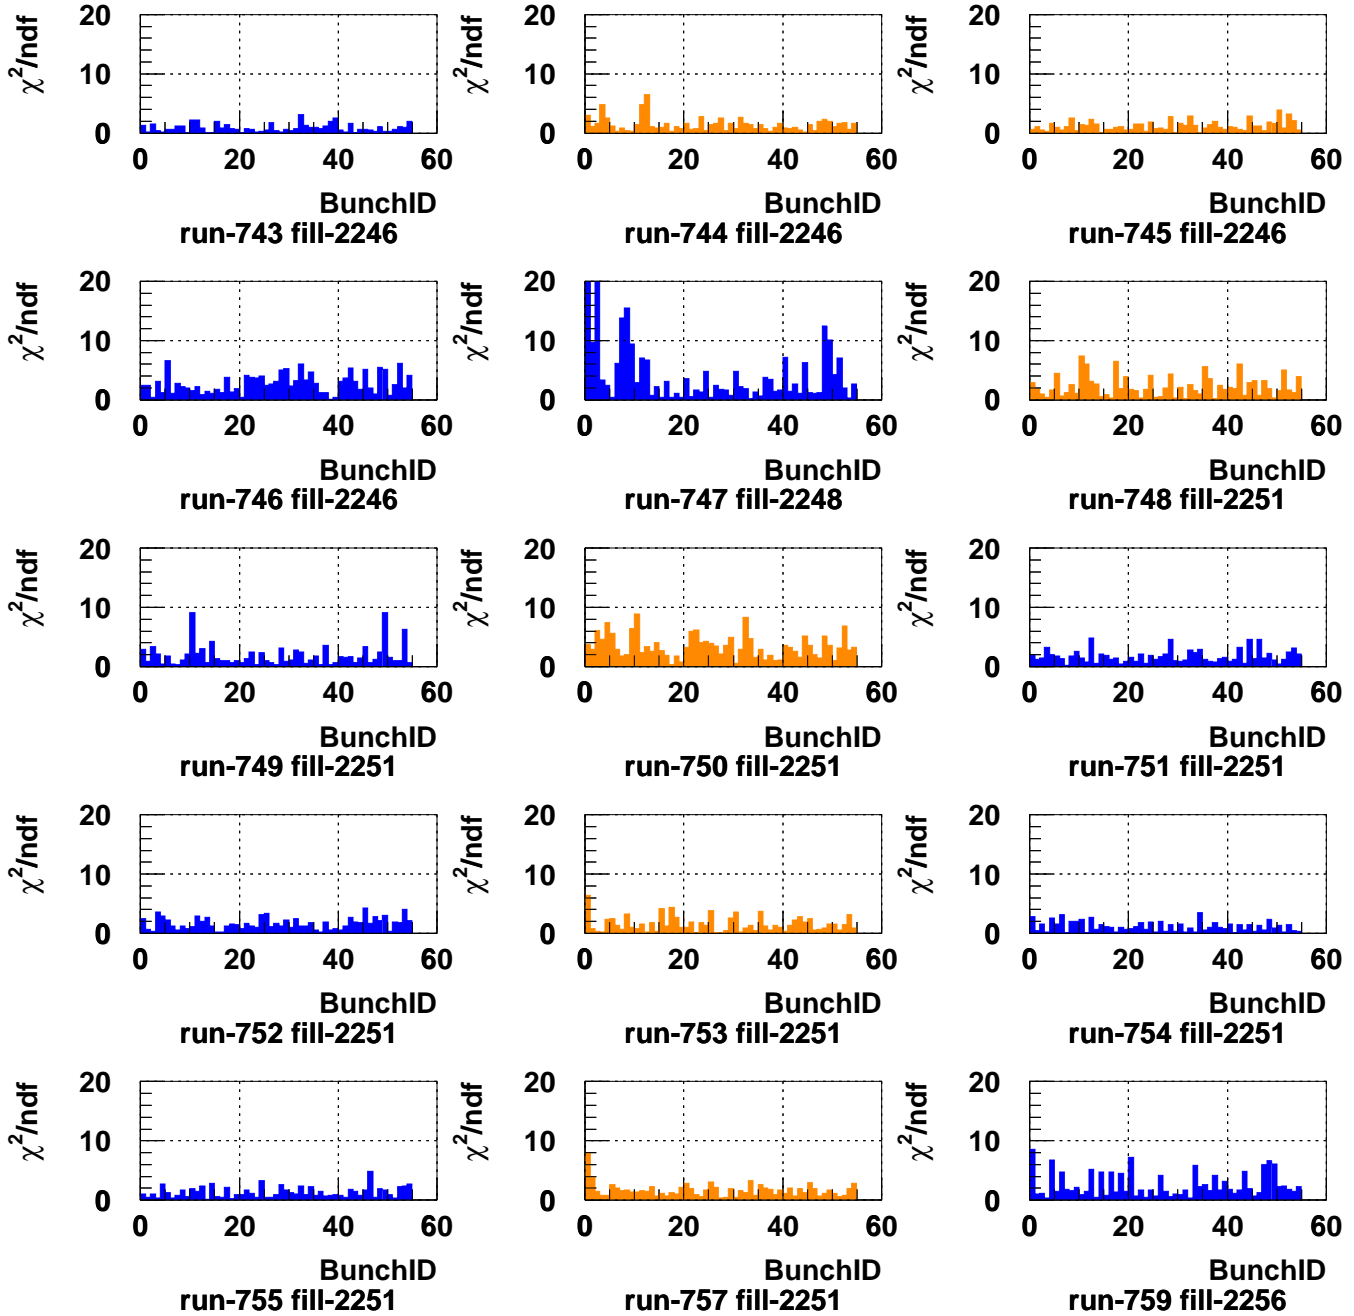 χ²/ndf 20 10 0 0 20 40 60 BunchID
χ²/ndf 20 10 0 0 20 40 60 BunchID
χ²/ndf 20 10 0 0 20 40 60 BunchID
run-743 fill-2246
run-744 fill-2246
run-745 fill-2246
χ²/ndf 20 10 0 0 20 40 60 BunchID
χ²/ndf 20 10 0 0 20 40 60 BunchID
χ²/ndf 20 10 0 0 20 40 60 BunchID
run-746 fill-2246
run-747 fill-2248
run-748 fill-2251
χ²/ndf 20 10 0 0 20 40 60 BunchID
χ²/ndf 20 10 0 0 20 40 60 BunchID
χ²/ndf 20 10 0 0 20 40 60 BunchID
run-749 fill-2251
run-750 fill-2251
run-751 fill-2251
χ²/ndf 20 10 0 0 20 40 60 BunchID
χ²/ndf 20 10 0 0 20 40 60 BunchID
χ²/ndf 20 10 0 0 20 40 60 BunchID
run-752 fill-2251
run-753 fill-2251
run-754 fill-2251
χ²/ndf 20 10 0 0 20 40 60 BunchID
χ²/ndf 20 10 0 0 20 40 60 BunchID
χ²/ndf 20 10 0 0 20 40 60 BunchID
run-755 fill-2251
run-757 fill-2251
run-759 fill-2256